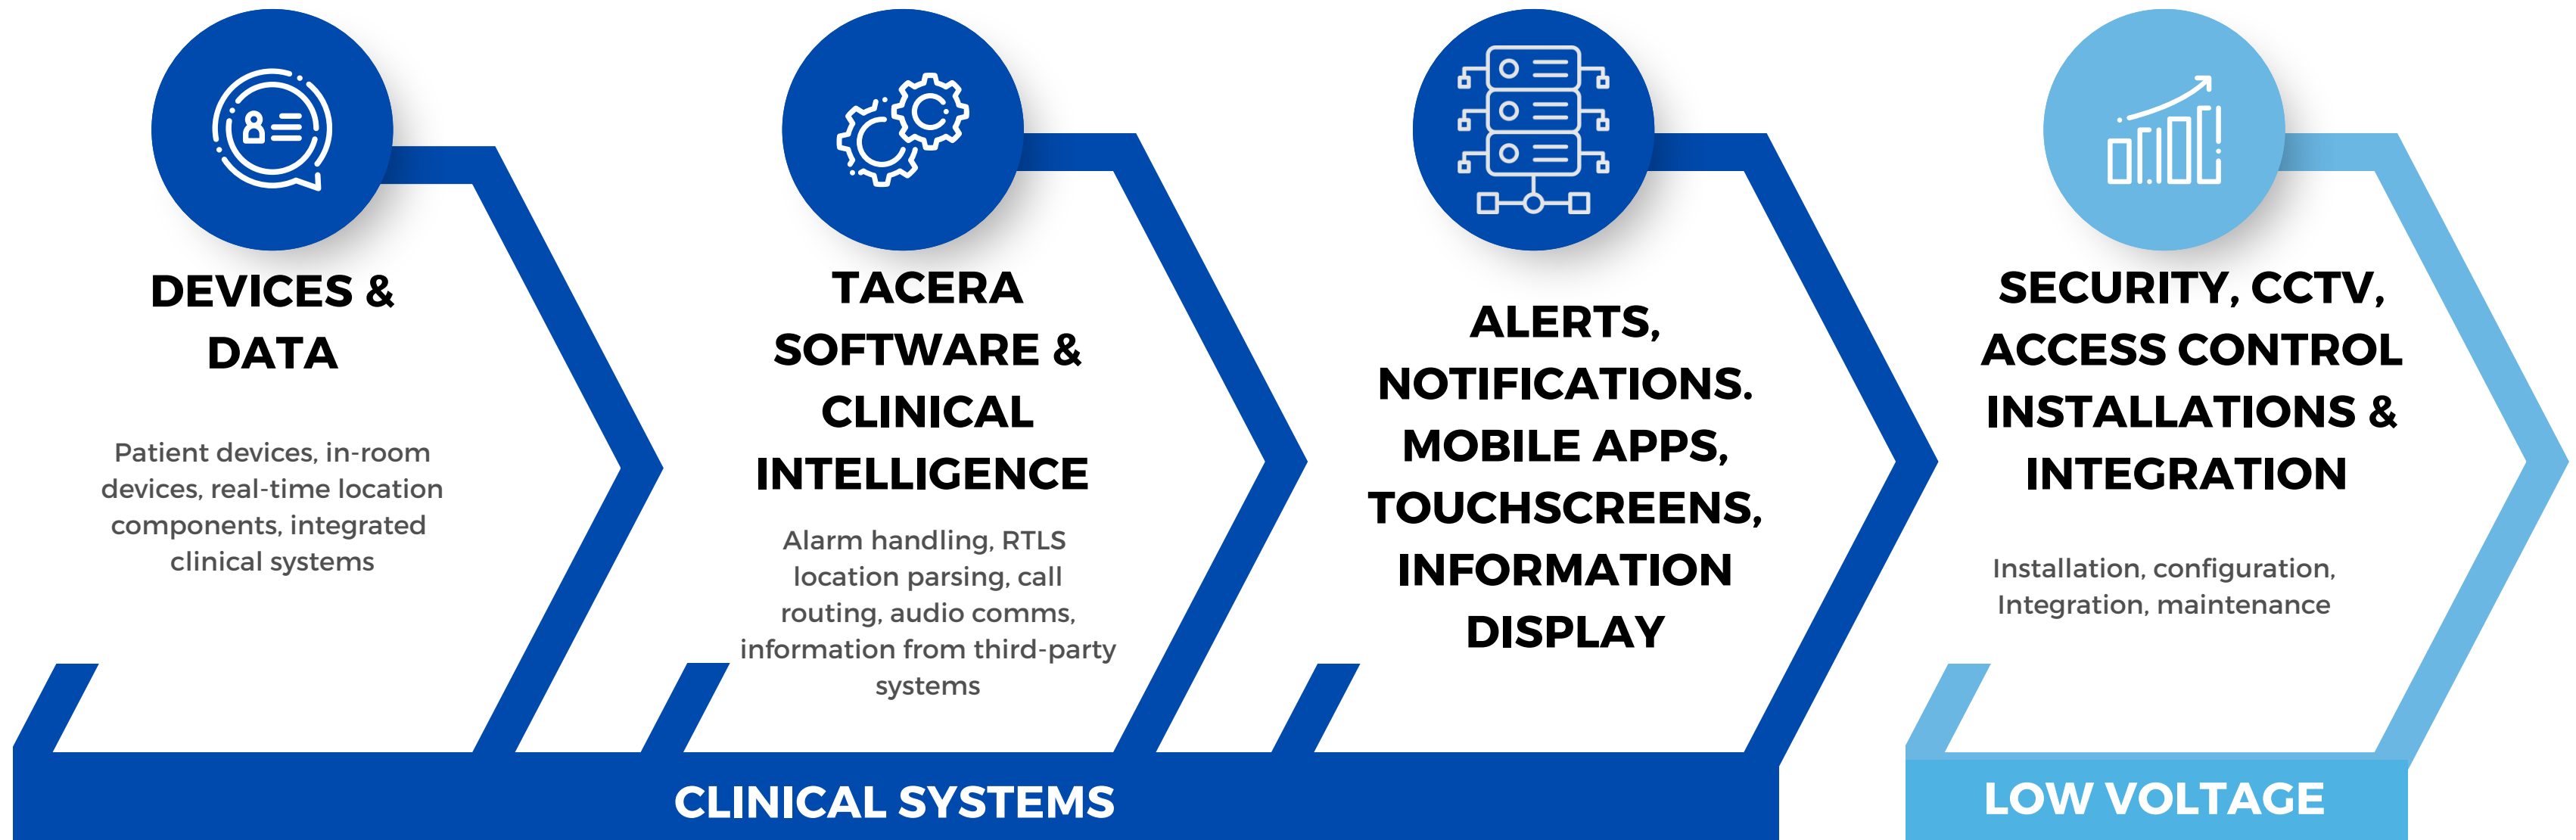 DEVICES &
DATA
Patient devices, in-room
devices, real-time location
components, integrated
clinical systems
TACERA
SOFTWARE &
CLINICAL
INTELLIGENCE
Alarm handling, RTLS
location parsing, call
routing, audio comms,
information from third-party
systems
ALERTS,
NOTIFICATIONS.
MOBILE APPS,
TOUCHSCREENS,
INFORMATION
DISPLAY
SECURITY, CCTV,
ACCESS CONTROL
INSTALLATIONS &
INTEGRATION
Installation, configuration,
Integration, maintenance
CLINICAL SYSTEMS
LOW VOLTAGE